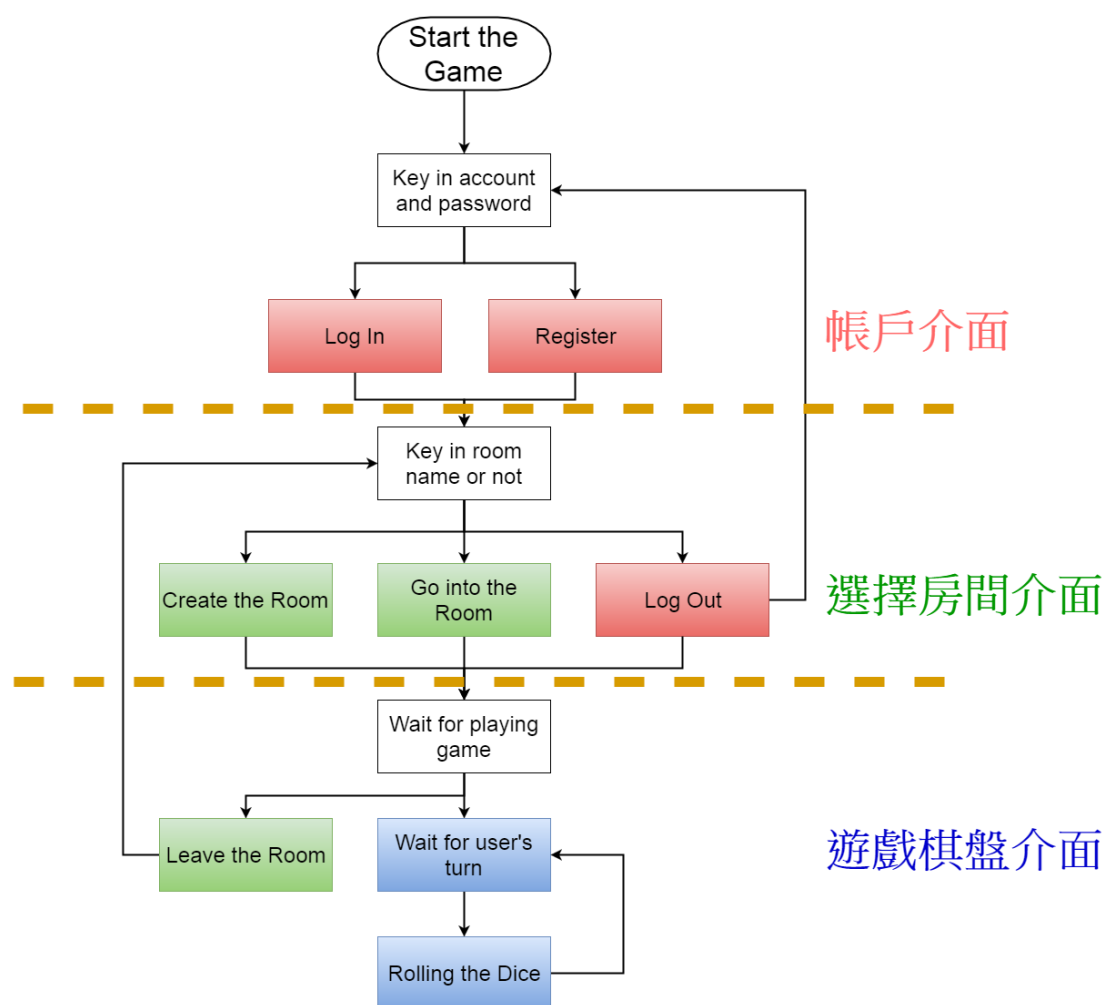 Start the
Game
Key in account
and password
Log In
Register
帳戶介面
Key in room
name or not
Create the Room
Go into the
Room
Log Out
選擇房間介面
Wait for playing
game
Leave the Room
Wait for user's
turn
遊戲棋盤介面
Rolling the Dice